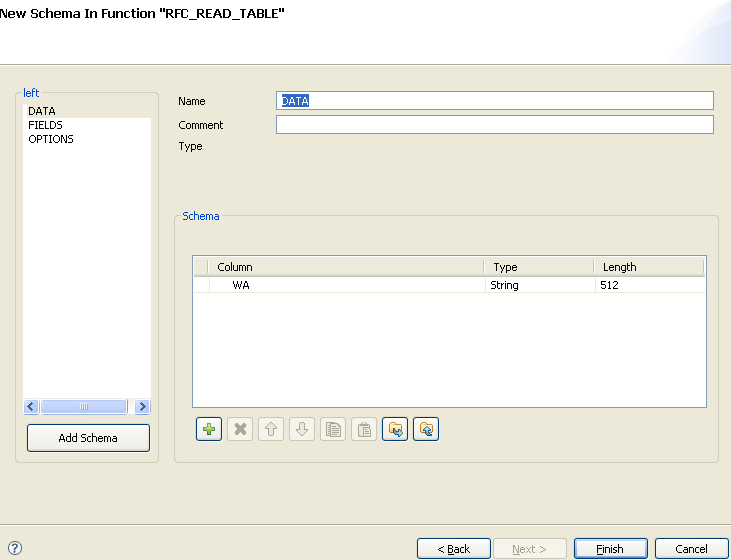 New Schema In Function "RFC_READ_TABLE"
left
DATA
FIELDS
OPTIONS
Add Schema
Name
DATA
Comment
Type
Schema
Column Type Length
WA String 512
< Back
Next >
Finish
Cancel